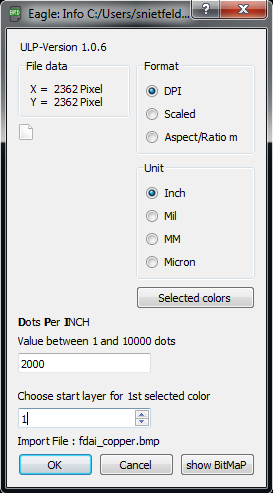 Eagle: Info C:/Users/snietfeld...
ULP-Version 1.0.6
File data
X = 2362 Pixel
Y = 2362 Pixel
Format
DPI
Scaled
Aspect/Ratio m
Unit
Inch
Mil
MM
Micron
Selected colors
Dots Per INCH
Value between 1 and 10000 dots
2000
Choose start layer for 1st selected color
1
Import File : fdai_copper.bmp
OK
Cancel
show BitMaP